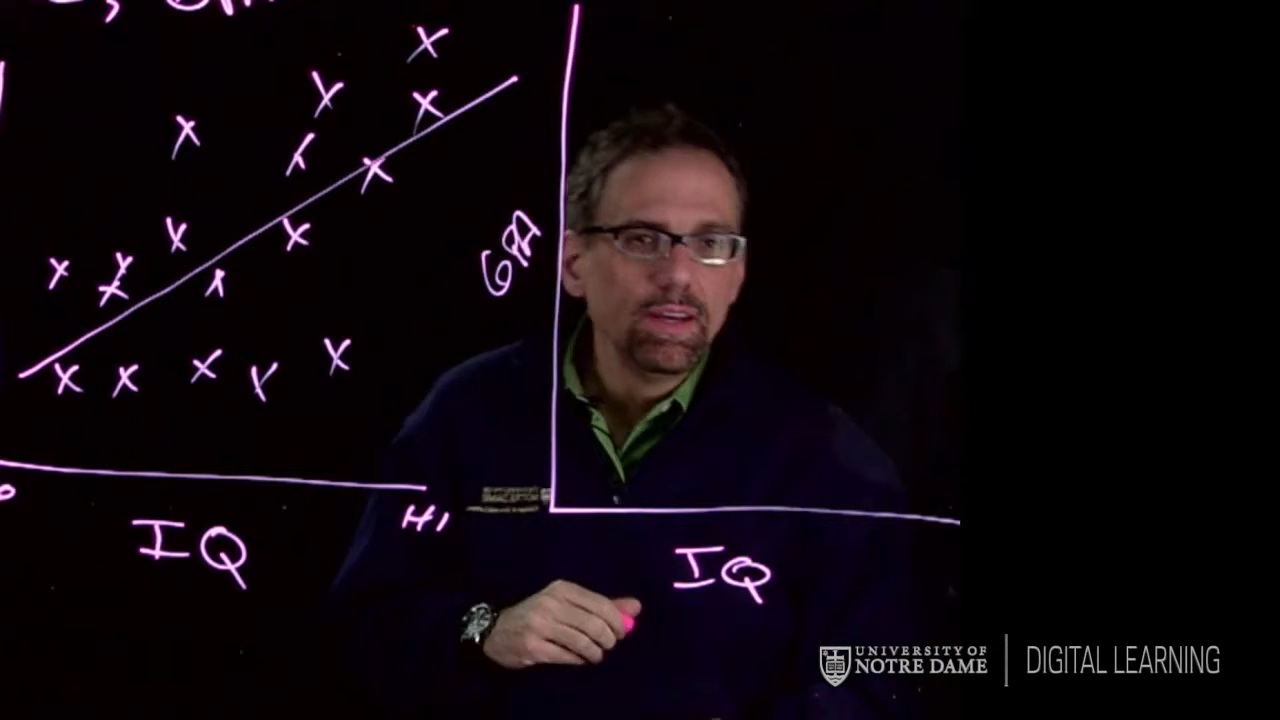 GPA
HI
IQ
IQ
UNIVERSITY OF
NOTRE DAME
DIGITAL LEARNING